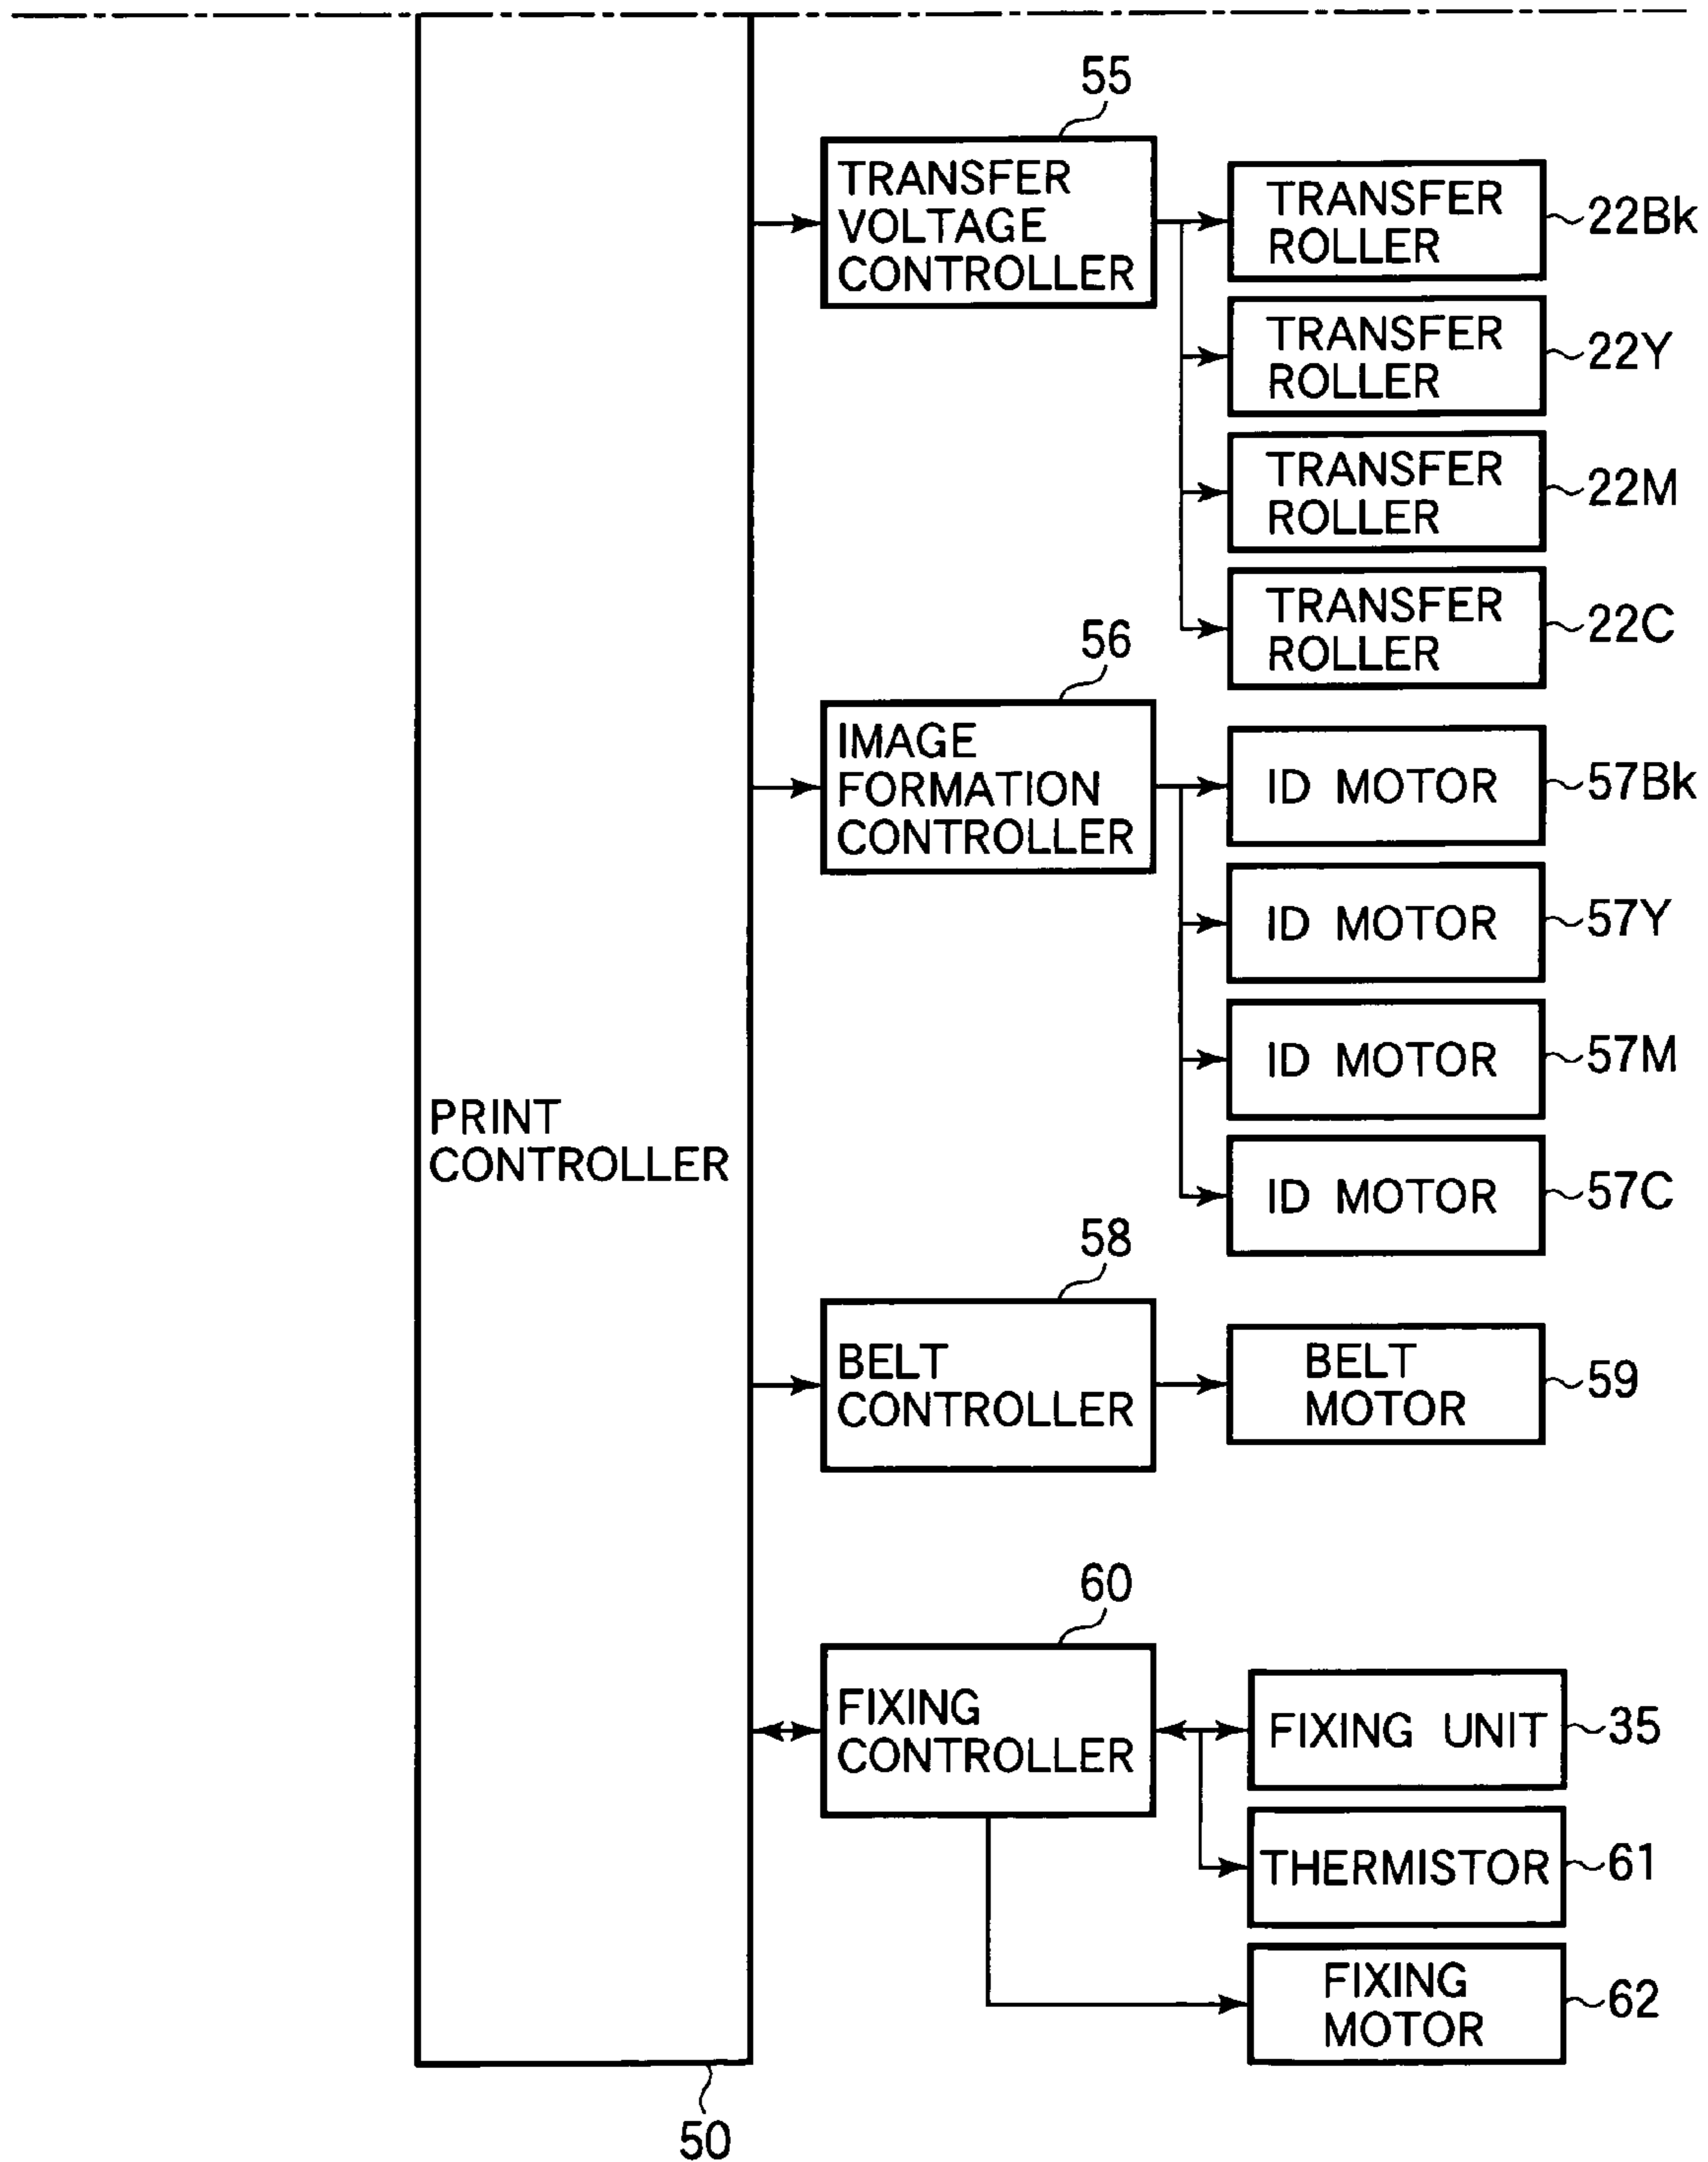 55
TRANSFER
VOLTAGE
CONTROLLER
TRANSFER
ROLLER
22Bk
TRANSFER
ROLLER
22Y
TRANSFER
ROLLER
22M
TRANSFER
ROLLER
22C
56
IMAGE
FORMATION
CONTROLLER
ID MOTOR
57Bk
ID MOTOR
57Y
ID MOTOR
57M
ID MOTOR
57C
PRINT
CONTROLLER
58
BELT
CONTROLLER
BELT
MOTOR
59
60
FIXING
CONTROLLER
FIXING UNIT
35
THERMISTOR
61
FIXING
MOTOR
62
50